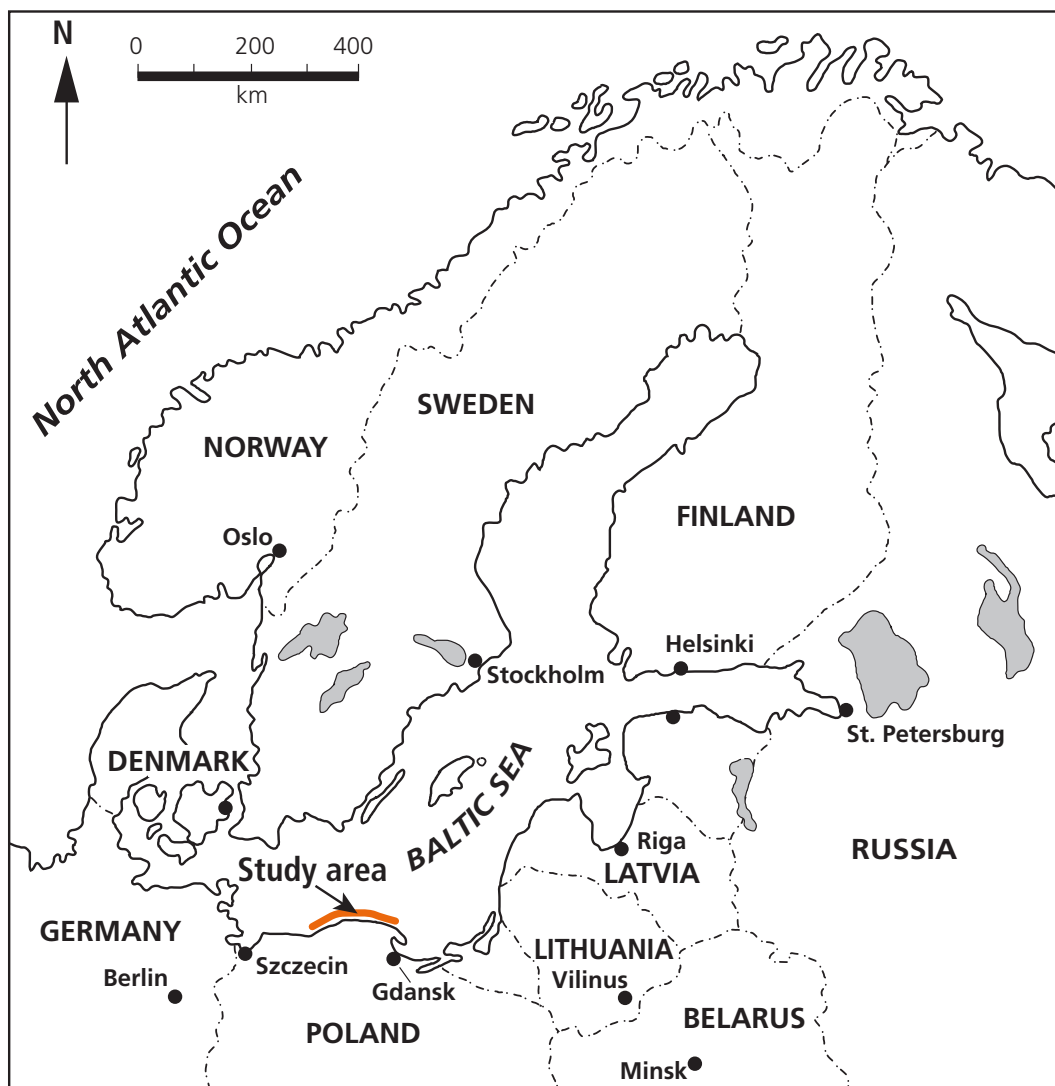 N
0 200 400
km
North Atlantic Ocean
SWEDEN
NORWAY
FINLAND
Oslo
Helsinki
Stockholm
St. Petersburg
DENMARK
BALTIC SEA
Riga
LATVIA
RUSSIA
Study area
GERMANY
LITHUANIA
Szczecin
Berlin
Gdansk
Vilinus
POLAND
BELARUS
Minsk